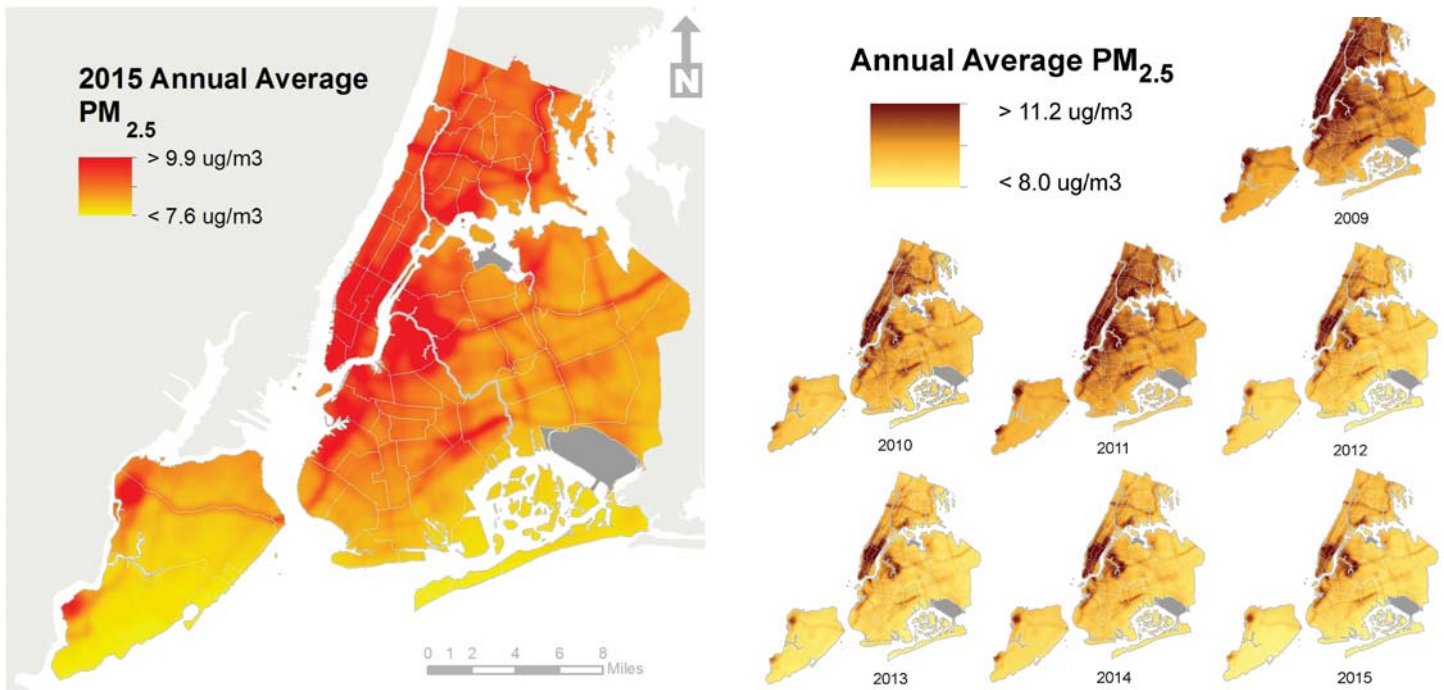 2015 Annual Average
PM
2.5
> 9.9 ug/m3
< 7.6 ug/m3
N
0 1 2 4 6 8
Miles
Annual Average PM2.5
> 11.2 ug/m3
< 8.0 ug/m3
2009
2010
2011
2012
2013
2014
2015